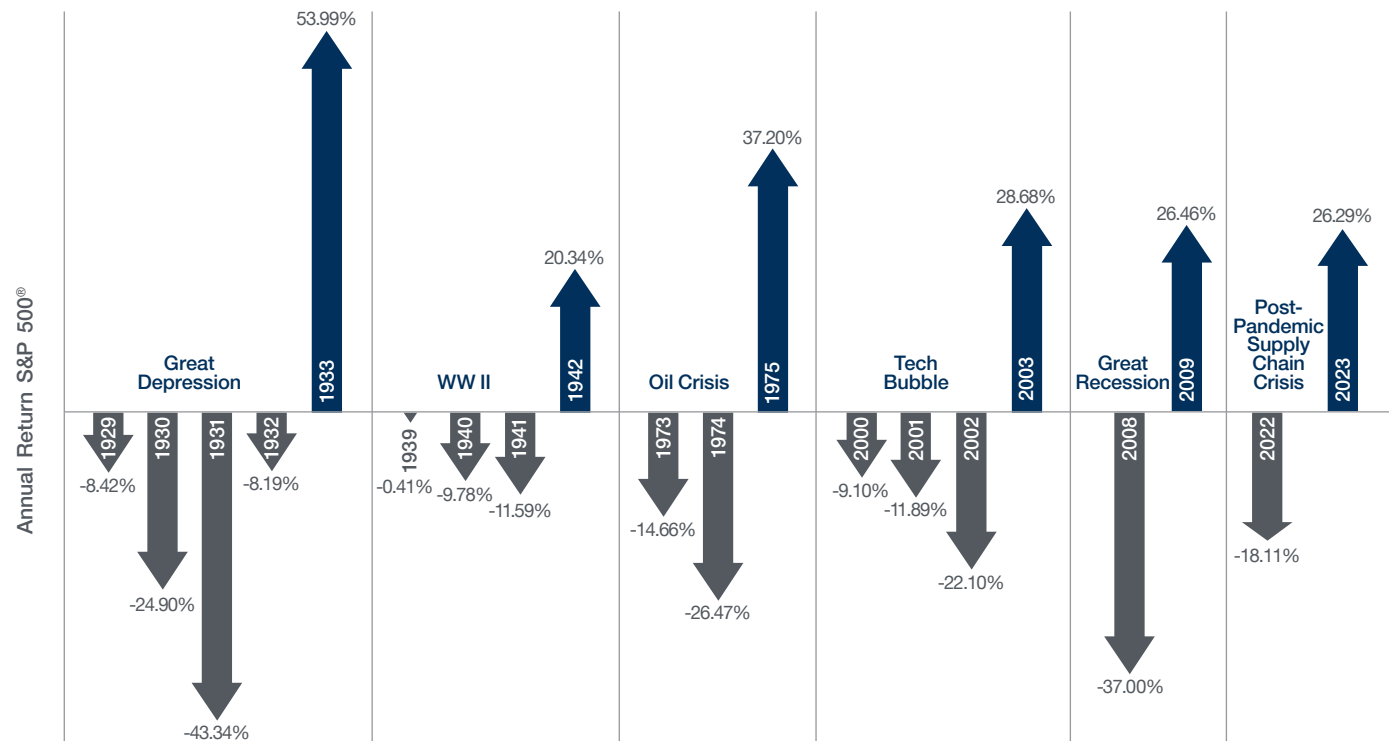 Annual Return S&P 500®
Great
Depression
1929
-8.42%
1930
-24.90%
1931
-43.34%
1932
-8.19%
1933
53.99%
WW II
1939
-0.41%
1940
-9.78%
1941
-11.59%
1942
20.34%
Oil Crisis
1973
-14.66%
1974
-26.47%
1975
37.20%
Tech
Bubble
2000
-9.10%
2001
-11.89%
2002
-22.10%
2003
28.68%
Great
Recession
2008
-37.00%
2009
26.46%
Post-
Pandemic
Supply
Chain
Crisis
2022
-18.11%
2023
26.29%